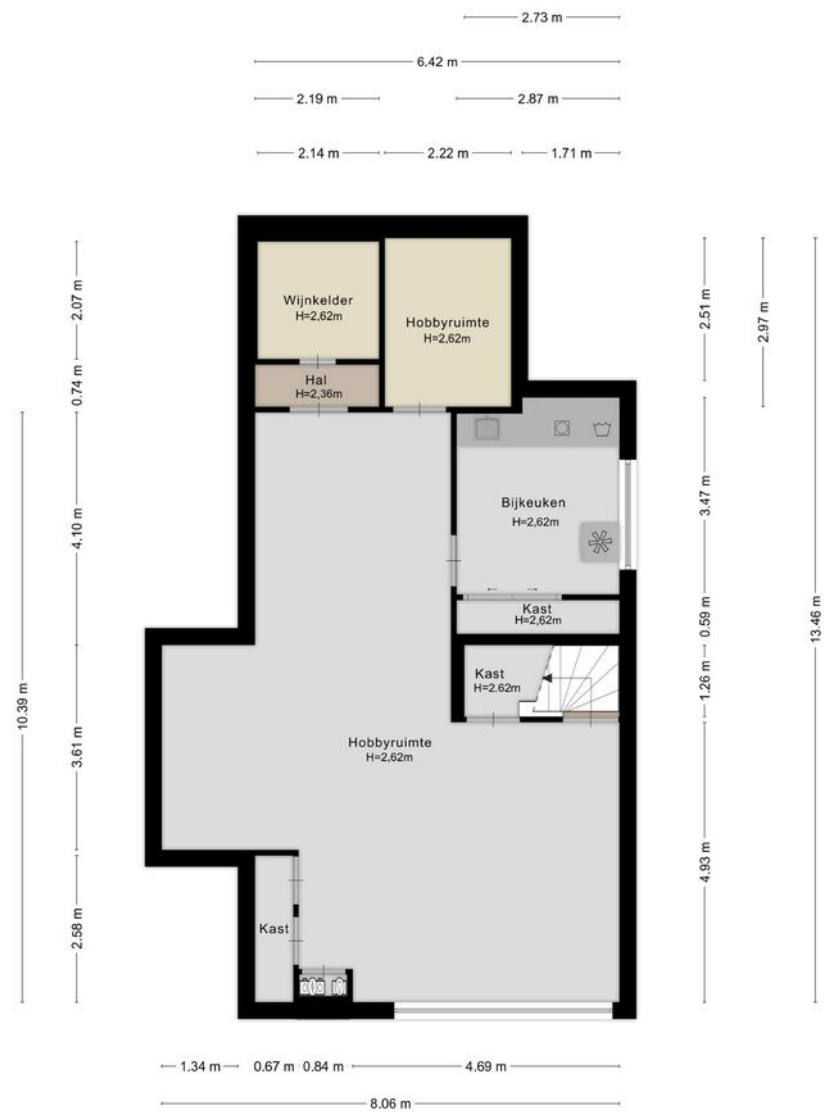 2.73 m
6.42 m
2.19 m
2.87 m
2.14 m
2.22 m
1.71 m
2.07 m
0.74 m
4.10 m
10.39 m
3.61 m
2.58 m
Wijnkelder
H=2,62m
Hobbyruimte
H=2,62m
Hal
H=2,36m
Bijkeuken
H=2,62m
Kast
H=2,62m
Kast
H=2,62m
Hobbyruimte
H=2,62m
Kast
2.51 m
2.97 m
3.47 m
0.59 m
13.46 m
1.26 m
4.93 m
1.34 m
0.67 m
0.84 m
4.69 m
8.06 m